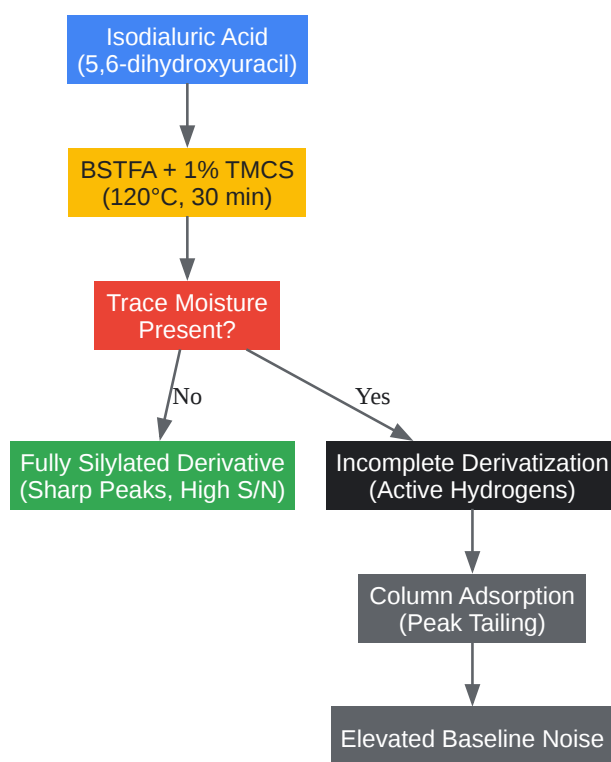 Isodialuric Acid
(5,6-dihydroxyuracil)
BSTFA + 1% TMCS
(120°C, 30 min)
Trace Moisture
Present?
No
Yes
Fully Silylated Derivative
(Sharp Peaks, High S/N)
Incomplete Derivatization
(Active Hydrogens)
Column Adsorption
(Peak Tailing)
Elevated Baseline Noise